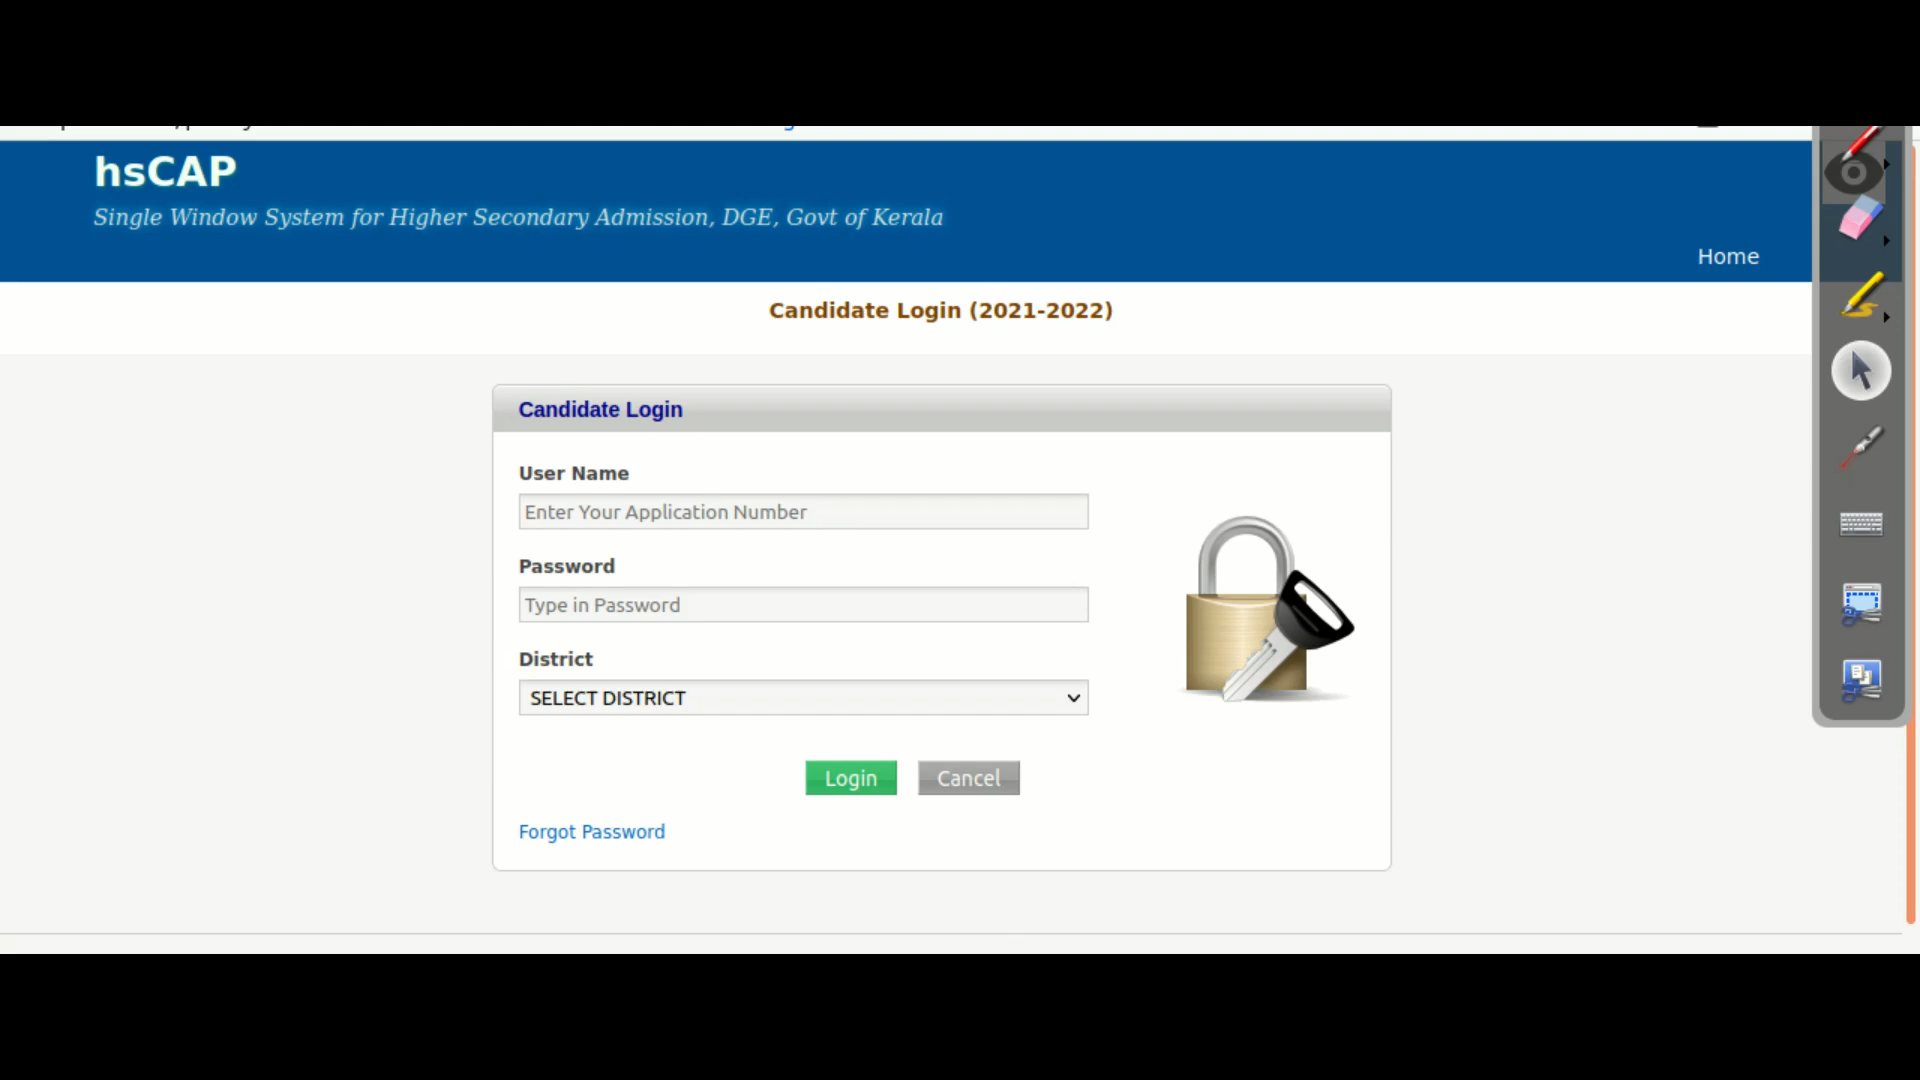 hsCAP
Single Window System for Higher Secondary Admission, DGE, Govt of Kerala
Home
Candidate Login (2021-2022)
Candidate Login
User Name
Enter Your Application Number
Password
Type in Password
District
SELECT DISTRICT
Login Cancel
Forgot Password